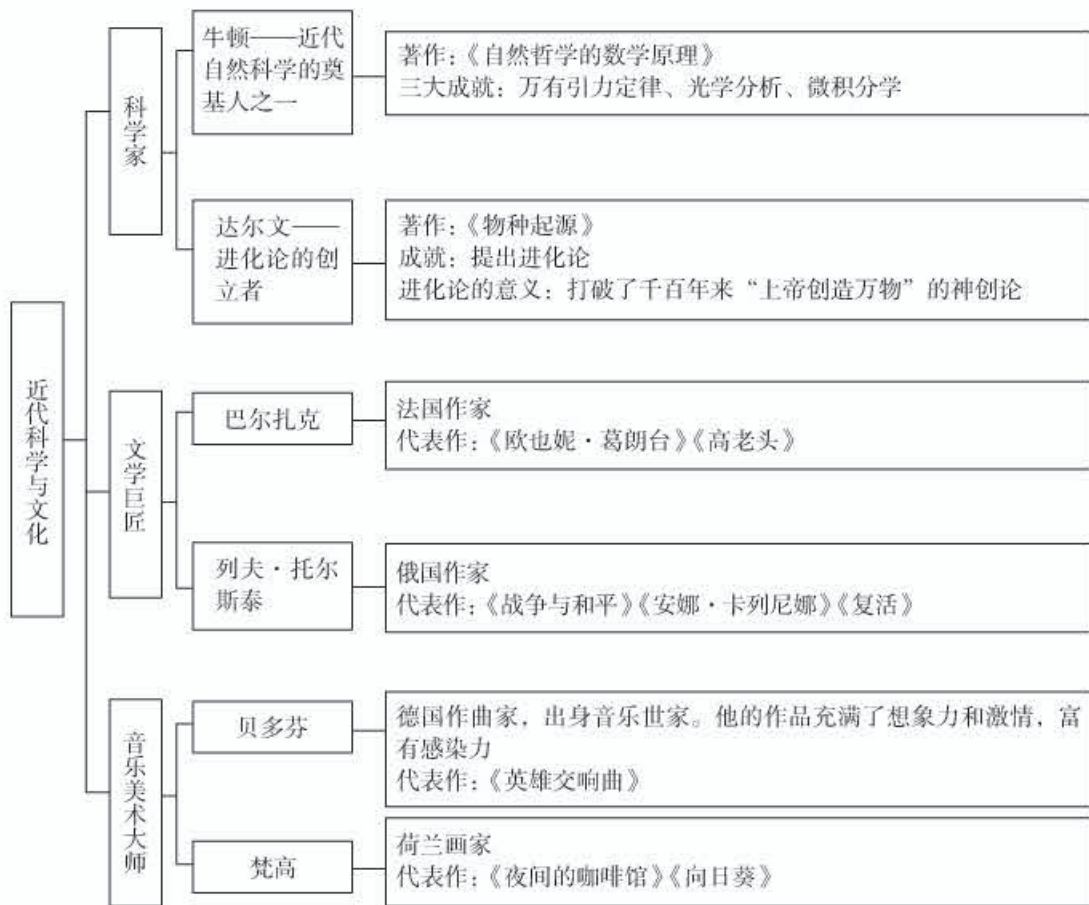 近代科学与文化
科学家
牛顿——近代
自然科学的奠
基人之一
著作：《自然哲学的数学原理》
三大成就：万有引力定律、光学分析、微积分学
达尔文——
进化论的创
立者
著作：《物种起源》
成就：提出进化论
进化论的意义：打破了千百年来“上帝创造万物”的神创论
文学巨匠
巴尔扎克
法国作家
代表作：《欧也妮·葛朗台》《高老头》
列夫·托尔
斯泰
俄国作家
代表作：《战争与和平》《安娜·卡列尼娜》《复活》
音乐美术大师
贝多芬
德国作曲家，出身音乐世家。他的作品充满了想象力和激情，富
有感染力
代表作：《英雄交响曲》
梵高
荷兰画家
代表作：《夜间的咖啡馆》《向日葵》